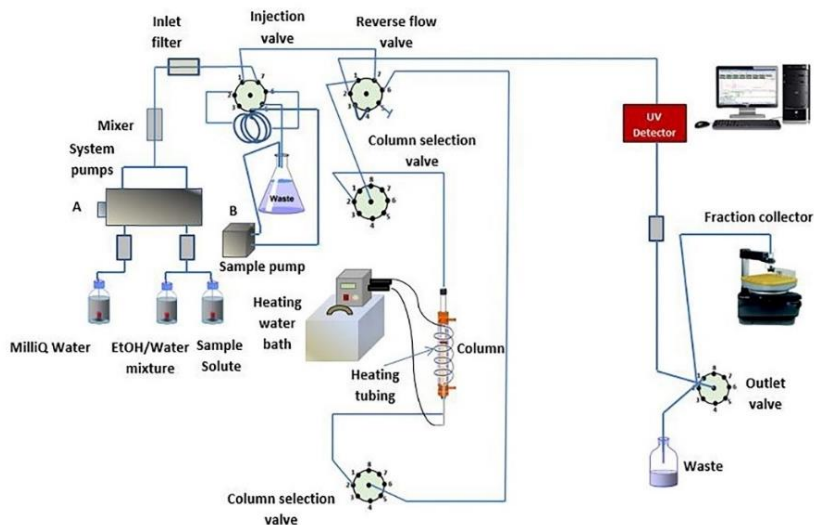 Inlet
filter
Injection
valve
Reverse flow
valve
Mixer
System
pumps
A
B
Waste
Sample pump
MilliQ Water
EtOH/Water
mixture
Sample
Solute
Heating
water
bath
Column selection
valve
Column
Heating
tubing
Column selection
valve
UV
Detector
Fraction collector
Outlet
valve
Waste